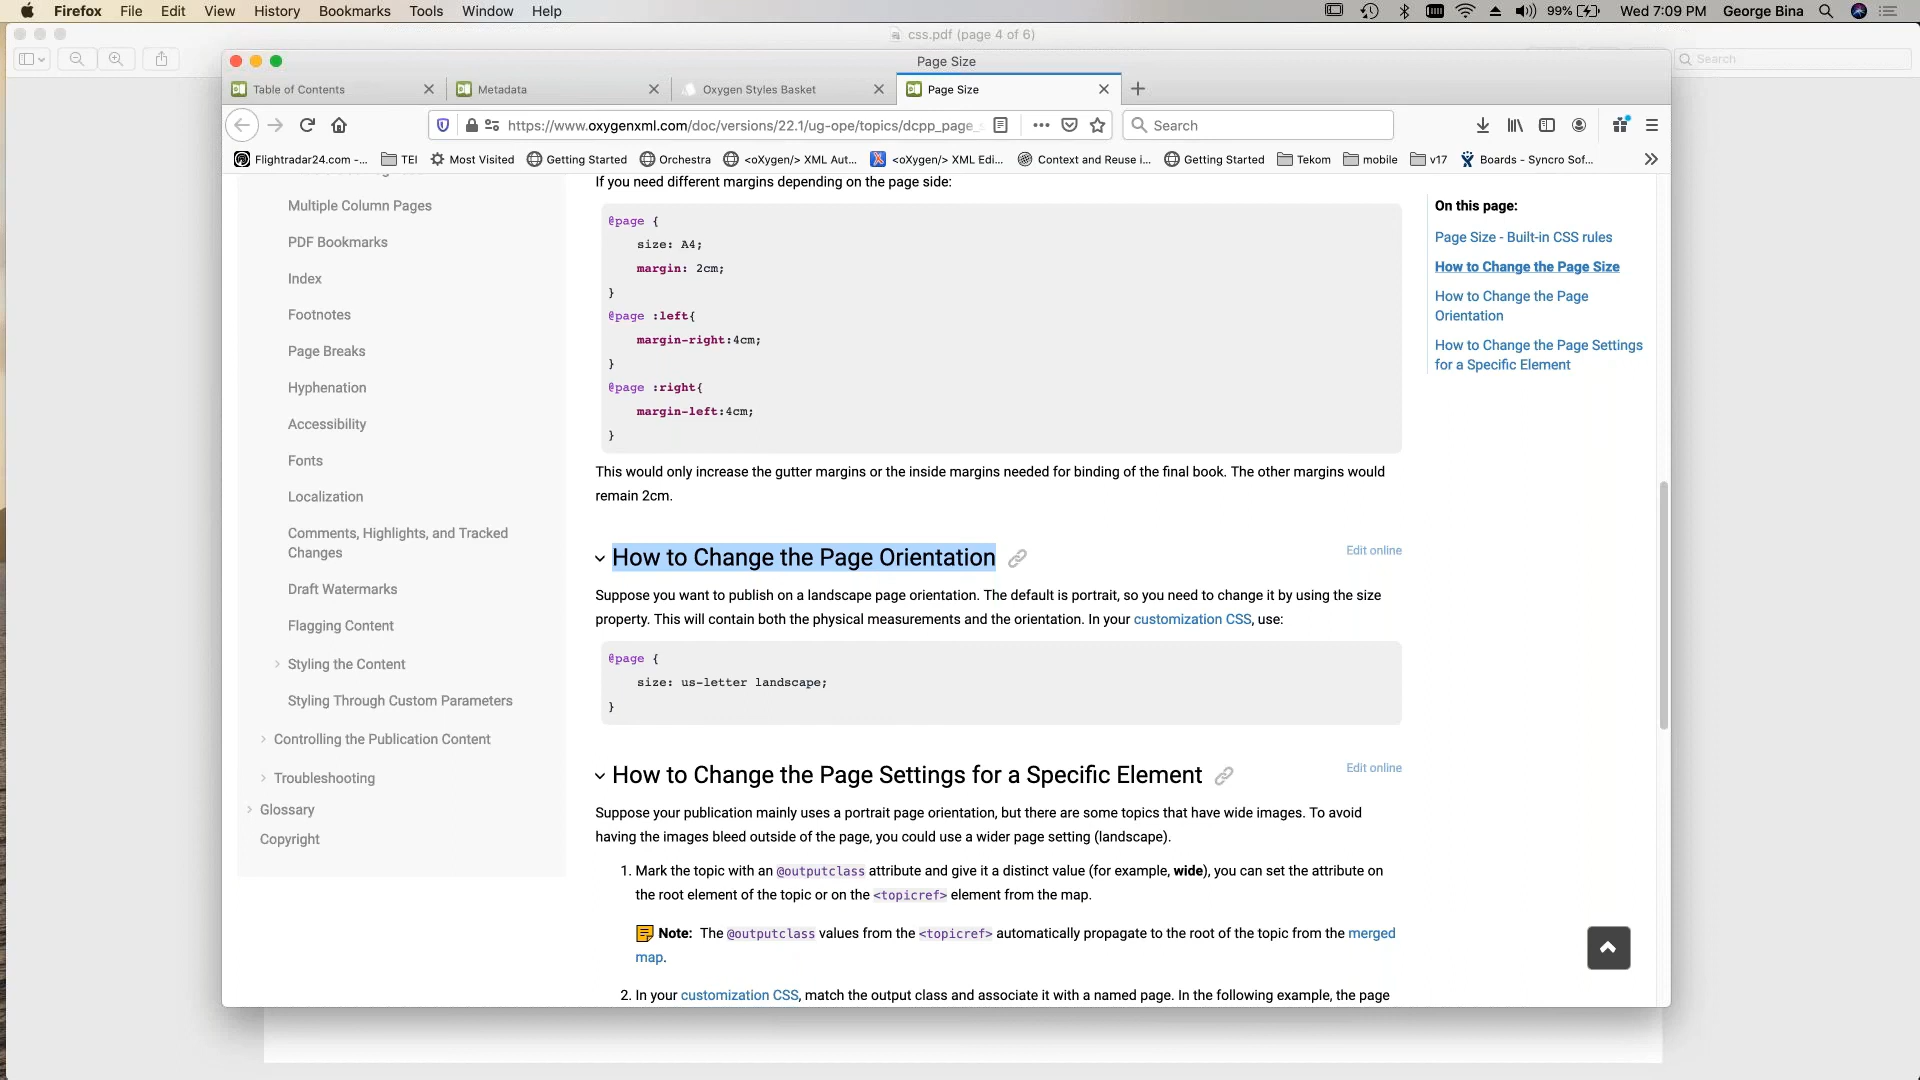 Firefox File Edit View History Bookmarks Tools Window Help 99% Wed 7:09 PM George Bina
css.pdf (page 4 of 6)
Search
Page Size
Table of Contents Metadata Oxygen Styles Basket Page Size
https://www.oxygenxml.com/doc/versions/22.1/ug-ope/topics/dcpp_page_ Search
Flightradar24.com -... TEI Most Visited Getting Started Orchestra <oXygen/> XML Aut... <oXygen/> XML Edi... Context and Reuse i... Getting Started Tekom mobile v17 Boards - Syncro Sof...
Multiple Column Pages
PDF Bookmarks
Index
Footnotes
Page Breaks
Hyphenation
Accessibility
Fonts
Localization
Comments, Highlights, and Tracked
Changes
Draft Watermarks
Flagging Content
Styling the Content
Styling Through Custom Parameters
Controlling the Publication Content
Troubleshooting
Glossary
Copyright
If you need different margins depending on the page side:
@page {
size: A4;
margin: 2cm;
}
@page :left{
margin-right:4cm;
}
@page :right{
margin-left:4cm;
}
This would only increase the gutter margins or the inside margins needed for binding of the final book. The other margins would
remain 2cm.
How to Change the Page Orientation
Edit online
Suppose you want to publish on a landscape page orientation. The default is portrait, so you need to change it by using the size
property. This will contain both the physical measurements and the orientation. In your customization CSS, use:
@page {
size: us-letter landscape;
}
How to Change the Page Settings for a Specific Element
Edit online
Suppose your publication mainly uses a portrait page orientation, but there are some topics that have wide images. To avoid
having the images bleed outside of the page, you could use a wider page setting (landscape).
1. Mark the topic with an @outputclass attribute and give it a distinct value (for example, wide), you can set the attribute on
the root element of the topic or on the <topicref> element from the map.
Note: The @outputclass values from the <topicref> automatically propagate to the root of the topic from the merged
map.
2. In your customization CSS, match the output class and associate it with a named page. In the following example, the page
On this page:
Page Size - Built-in CSS rules
How to Change the Page Size
How to Change the Page
Orientation
How to Change the Page Settings
for a Specific Element